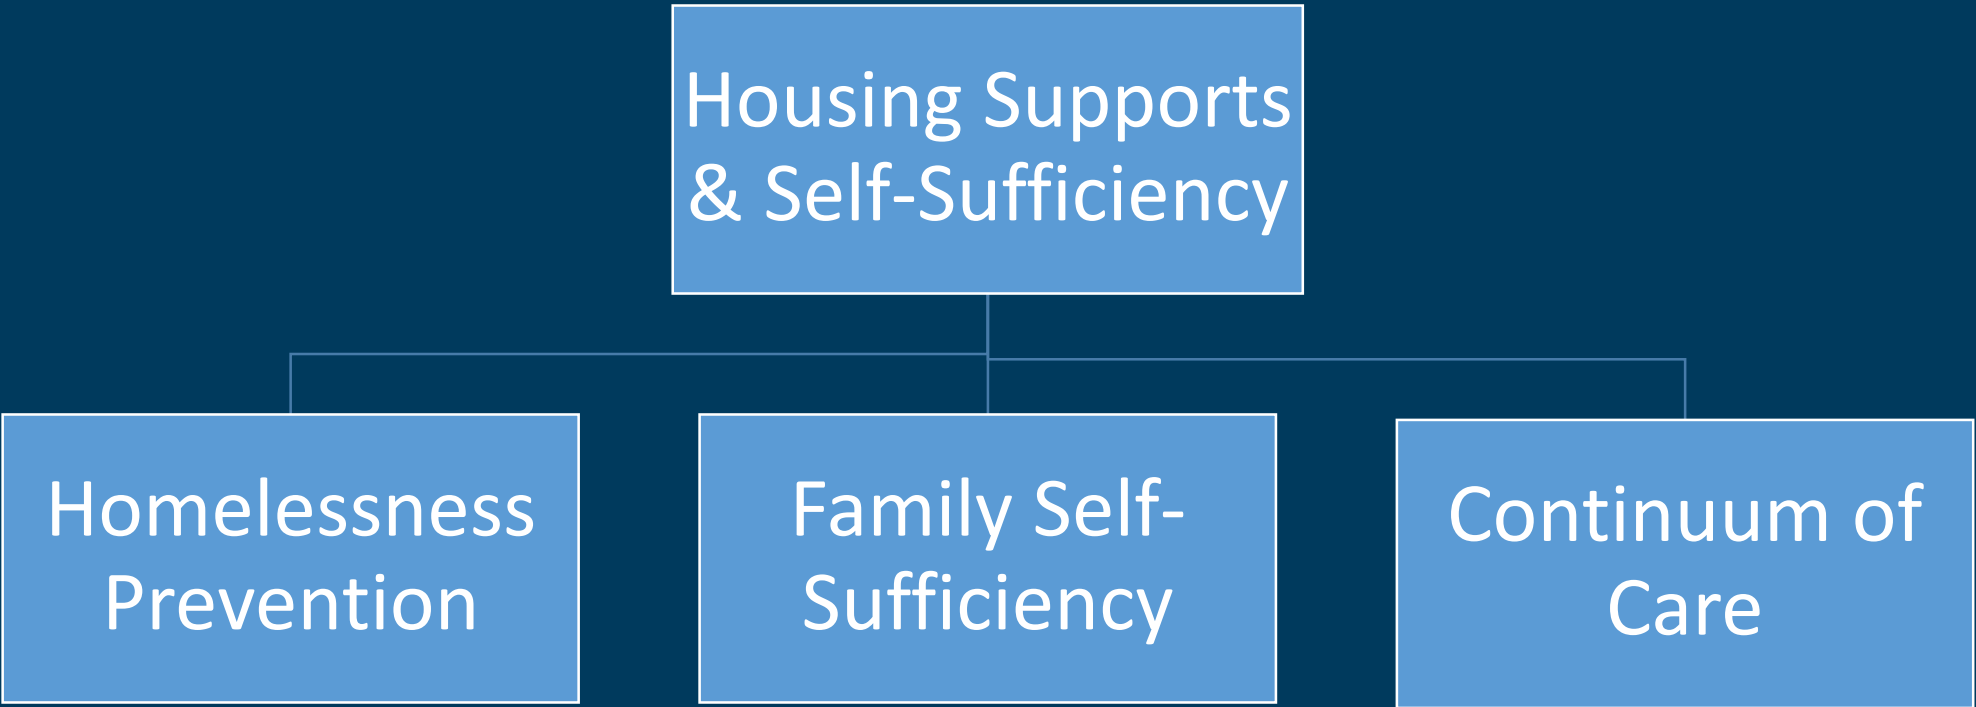 Housing Supports
& Self-Sufficiency
Homelessness
Prevention
Family Self-
Sufficiency
Continuum of
Care